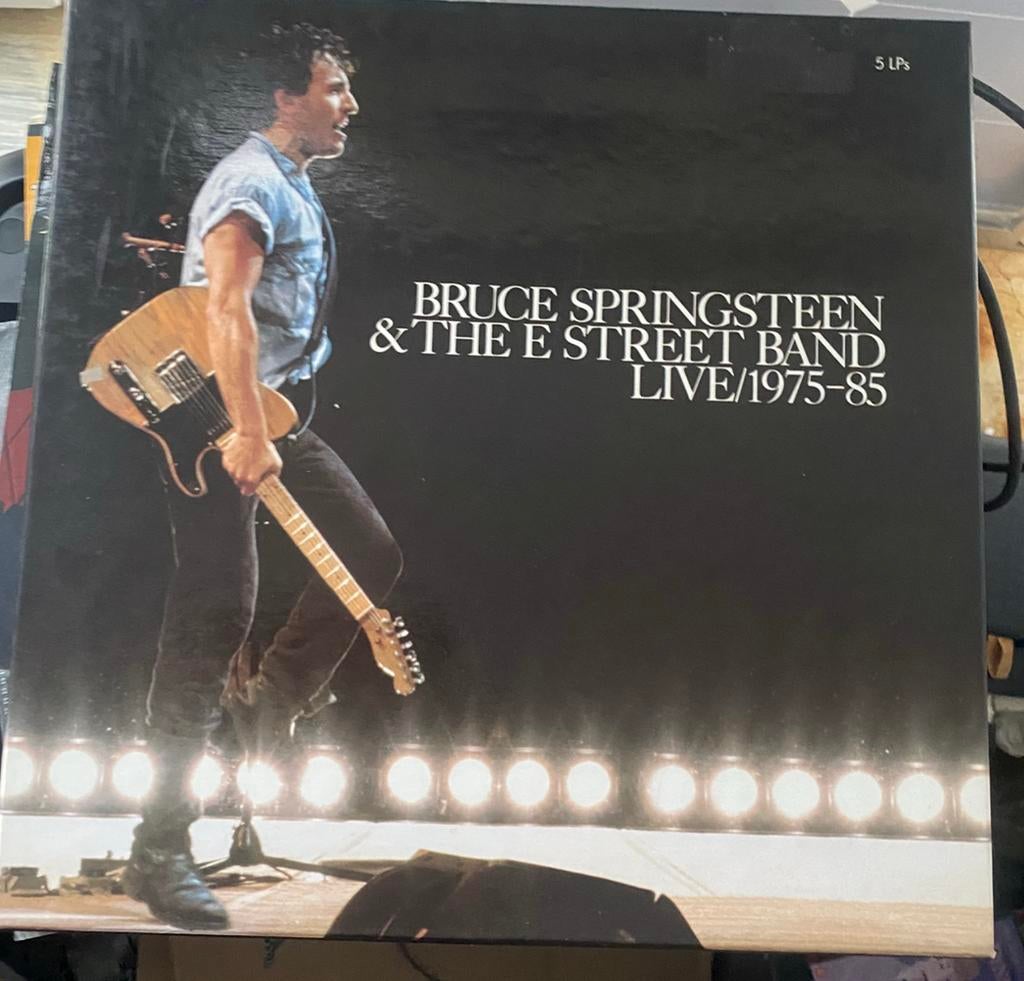 5 LPs
BRUCE SPRINGSTEEN
& THE E STREET BAND
LIVE/1975-85